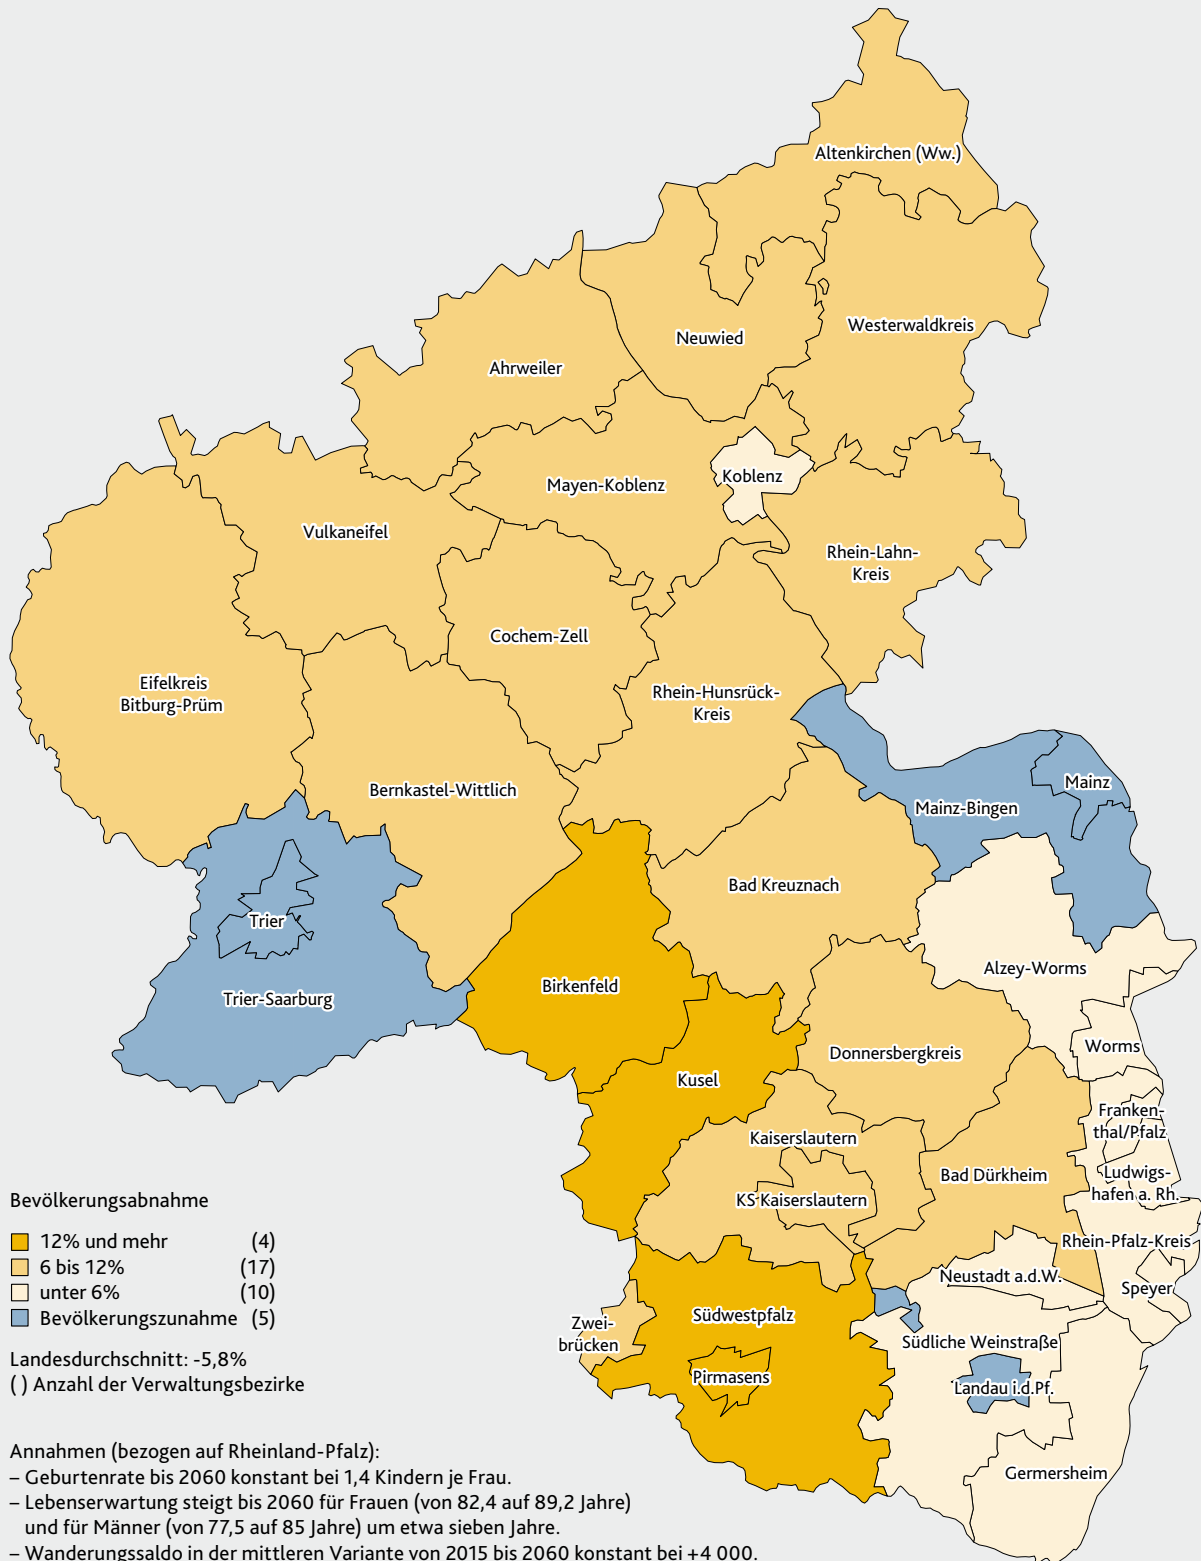 Altenkirchen (Ww.)
Neuwied
Westerwaldkreis
Ahrweiler
Mayen-Koblenz
Koblenz
Vulkaneifel
Rhein-Lahn-
Kreis
Cochem-Zell
Eifelkreis
Bitburg-Prüm
Rhein-Hunsrück-
Kreis
Bernkastel-Wittlich
Mainz
Mainz-Bingen
Bad Kreuznach
Trier
Alzey-Worms
Birkenfeld
Trier-Saarburg
Donnersbergkreis
Worms
Kusel
Franken-
thal/Pfalz
Kaiserslautern
Bad Dürkheim
Ludwigs-
hafen a. Rh.
KS Kaiserslautern
Rhein-Pfalz-Kreis
Neustadt a.d.W.
Speyer
Südwestpfalz
Zwei-
brücken
Südliche Weinstraße
Pirmasens
Landau i.d.Pf.
Germersheim
Bevölkerungsabnahme
12% und mehr (4)
6 bis 12% (17)
unter 6% (10)
Bevölkerungszunahme (5)
Landesdurchschnitt: -5,8%
( ) Anzahl der Verwaltungsbezirke
Annahmen (bezogen auf Rheinland-Pfalz):
– Geburtenrate bis 2060 konstant bei 1,4 Kindern je Frau.
– Lebenserwartung steigt bis 2060 für Frauen (von 82,4 auf 89,2 Jahre)
und für Männer (von 77,5 auf 85 Jahre) um etwa sieben Jahre.
– Wanderungssaldo in der mittleren Variante von 2015 bis 2060 konstant bei +4 000.